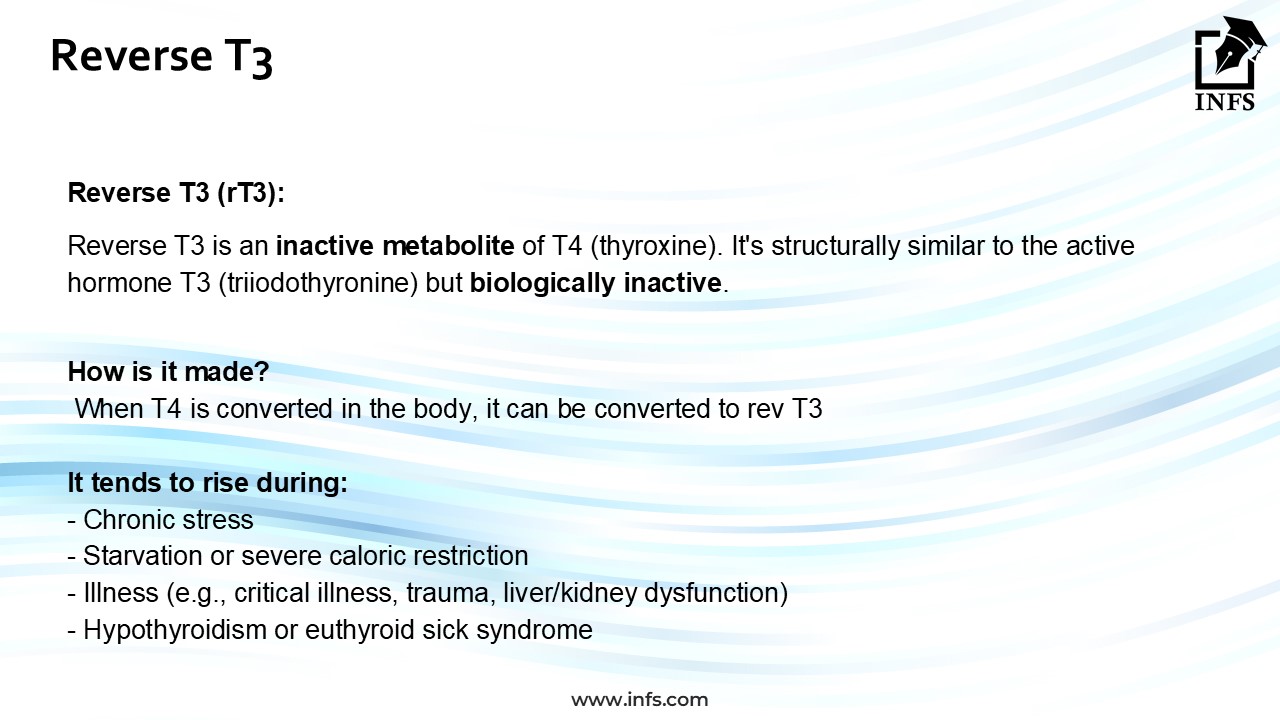 Reverse T3
INFS
Reverse T3 (rT3):
Reverse T3 is an inactive metabolite of T4 (thyroxine). It's structurally similar to the active
hormone T3 (triiodothyronine) but biologically inactive.
How is it made?
When T4 is converted in the body, it can be converted to rev T3
It tends to rise during:
- Chronic stress
- Starvation or severe caloric restriction
- Illness (e.g., critical illness, trauma, liver/kidney dysfunction)
- Hypothyroidism or euthyroid sick syndrome
www.infs.com